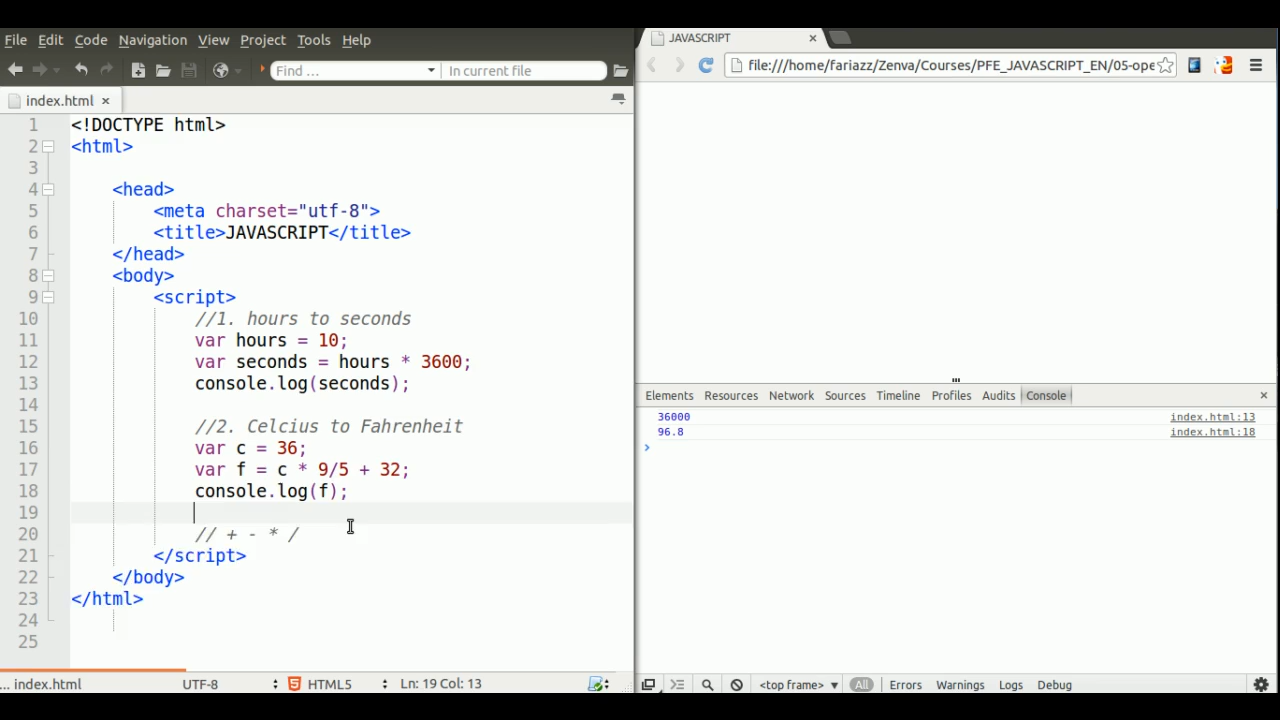 File Edit Code Navigation View Project Tools Help
Find ... In current file
index.html ×
1 <!DOCTYPE html>
2 <html>
3
4 <head>
5 <meta charset="utf-8">
6 <title>JAVASCRIPT</title>
7 </head>
8 <body>
9 <script>
10 //1. hours to seconds
11 var hours = 10;
12 var seconds = hours * 3600;
13 console.log(seconds);
14
15 //2. Celcius to Fahrenheit
16 var c = 36;
17 var f = c * 9/5 + 32;
18 console.log(f);
19
20 // + - * /
21 </script>
22 </body>
23 </html>
24
25
... index.html UTF-8 HTML5 Ln: 19 Col: 13
JAVASCRIPT ×
file:///home/fariazz/Zenva/Courses/PFE_JAVASCRIPT_EN/05-ope
Elements Resources Network Sources Timeline Profiles Audits Console ×
36000 index.html:13
96.8 index.html:18
>
<top frame> ▼ All Errors Warnings Logs Debug